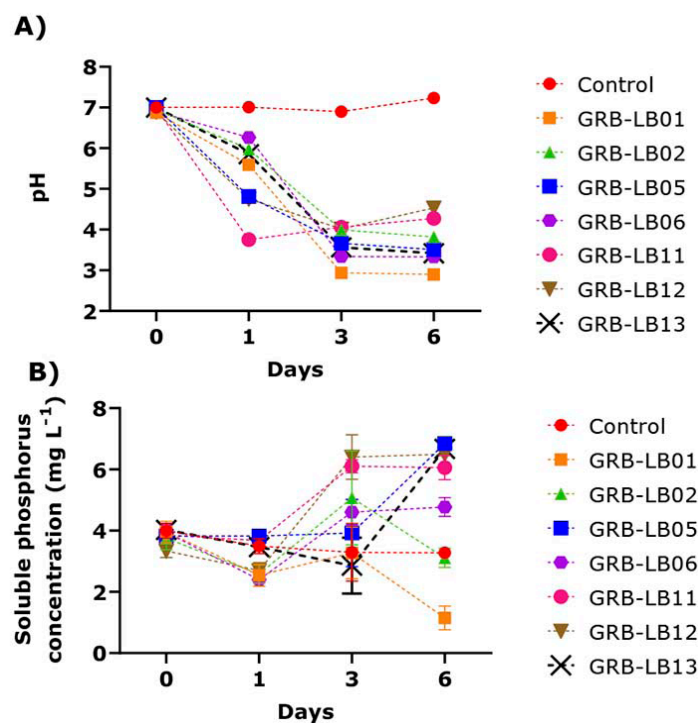 A)
8
7
6
5
4
3
2
pH
0 1 3 6
Days
Control
GRB-LB01
GRB-LB02
GRB-LB05
GRB-LB06
GRB-LB11
GRB-LB12
GRB-LB13
B)
8
6
4
2
0
Soluble phosphorus
concentration (mg L⁻¹)
0 1 3 6
Days
Control
GRB-LB01
GRB-LB02
GRB-LB05
GRB-LB06
GRB-LB11
GRB-LB12
GRB-LB13